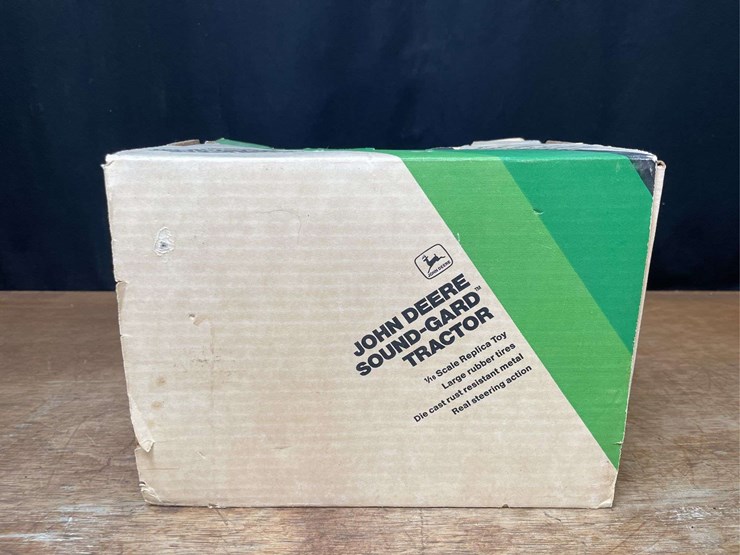 JOHN DEERE
JOHN DEERE
SOUND-GARD™
TRACTOR
1/16 Scale Replica Toy
Large rubber tires
Die cast rust resistant metal
Real steering action